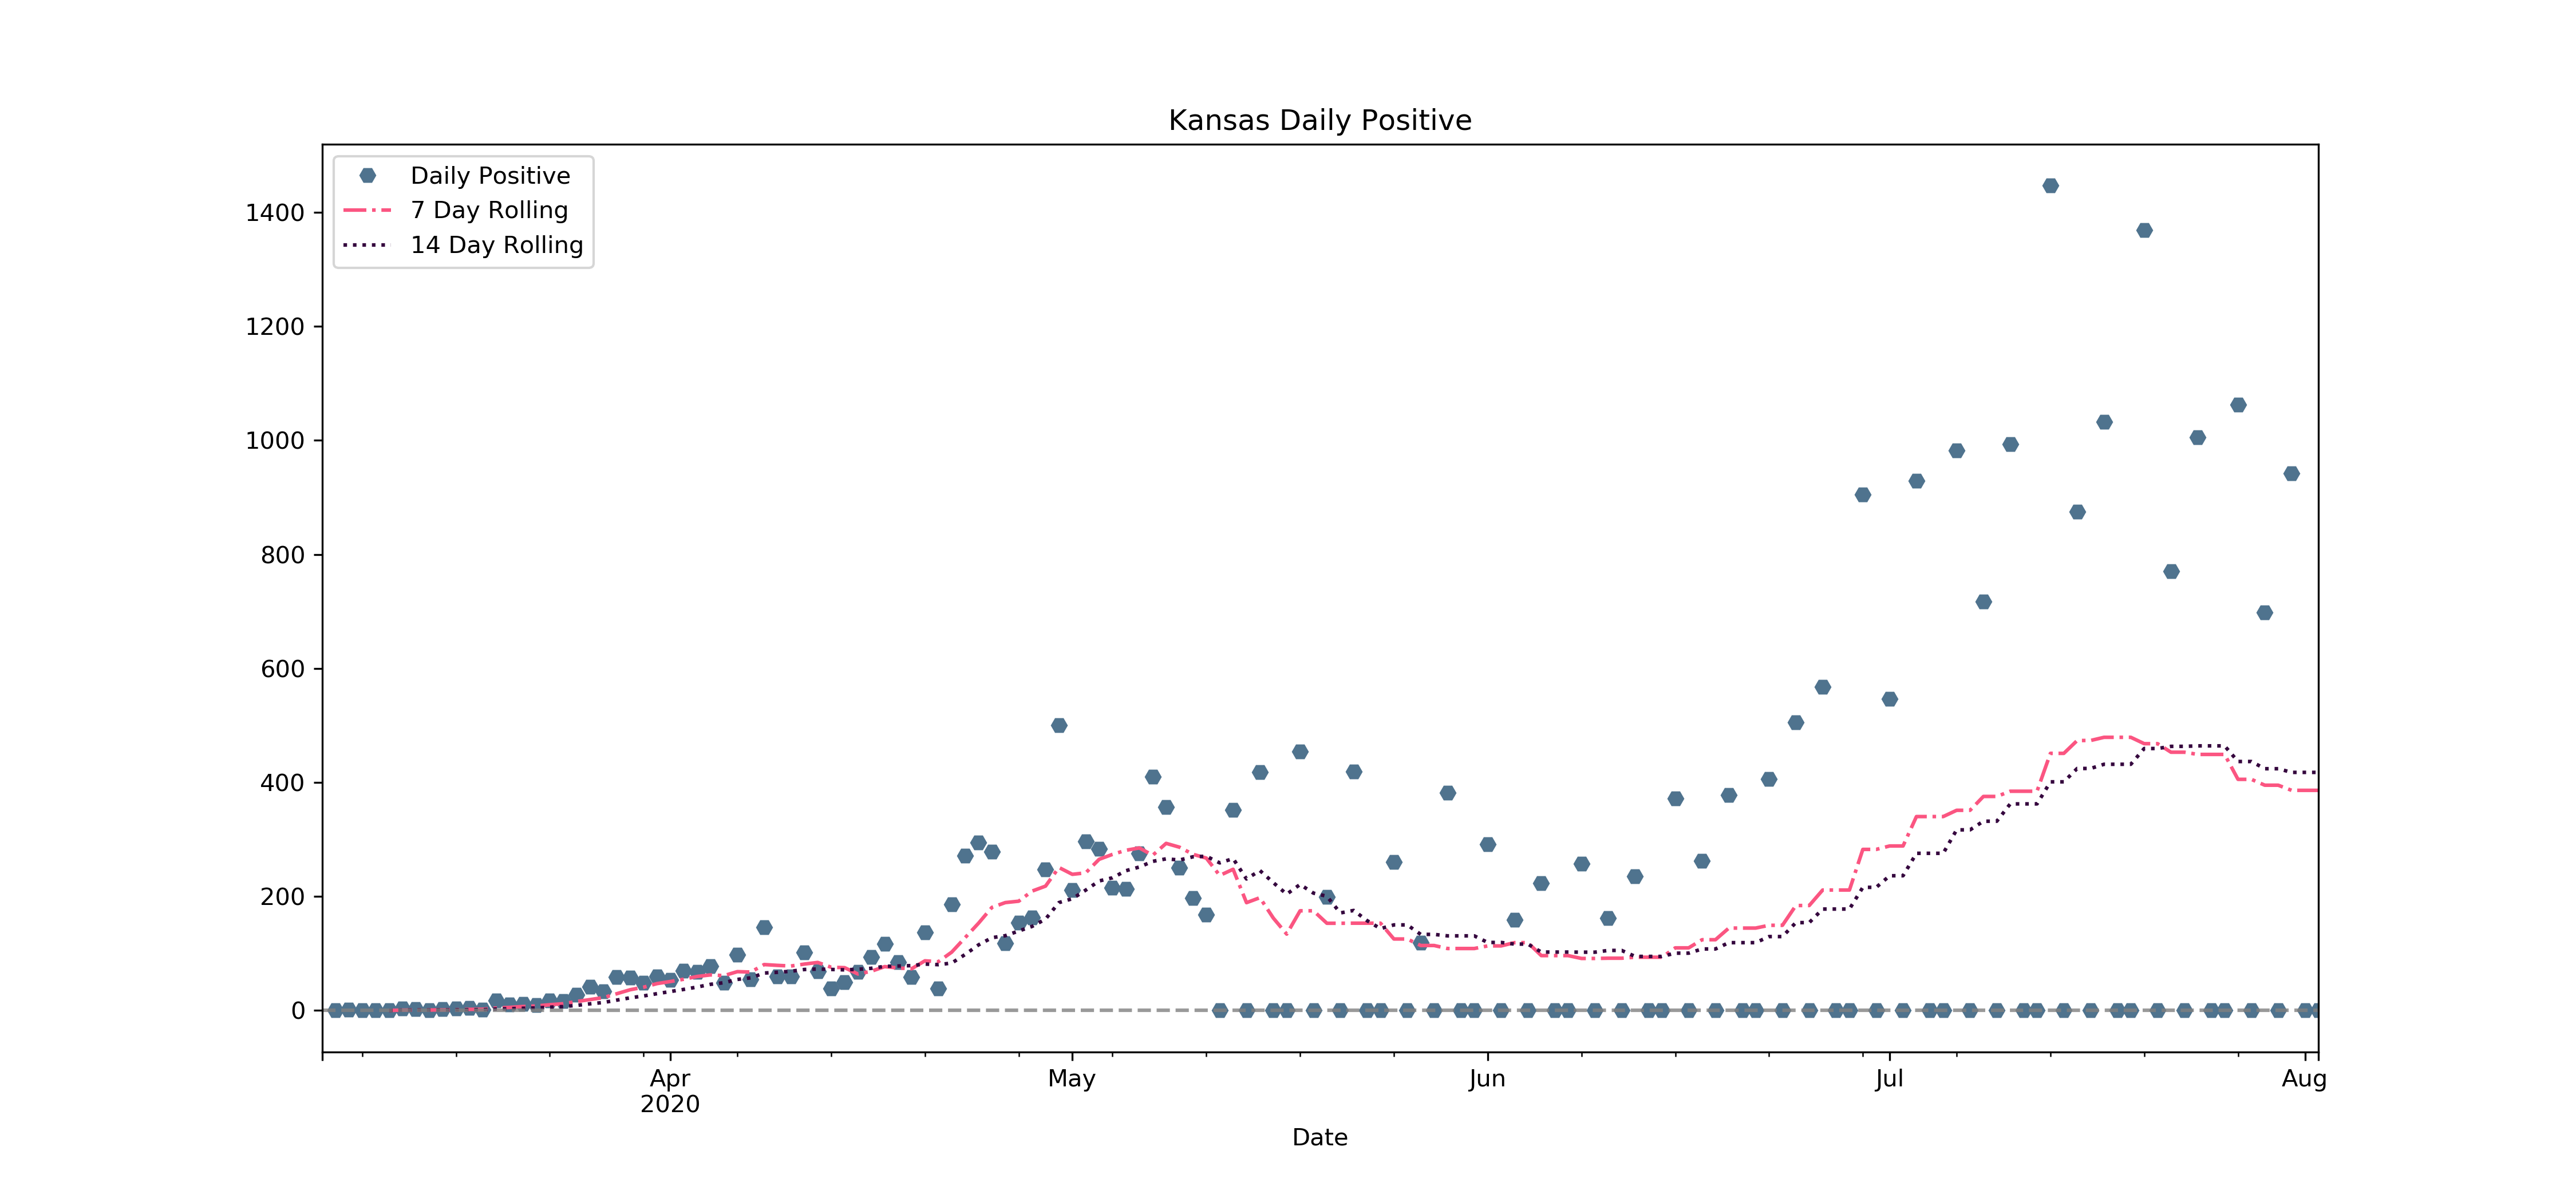 Kansas Daily Positive
Daily Positive
7 Day Rolling
14 Day Rolling
1400
1200
1000
800
600
400
200
0
Apr May Jun Jul Aug
2020
Date